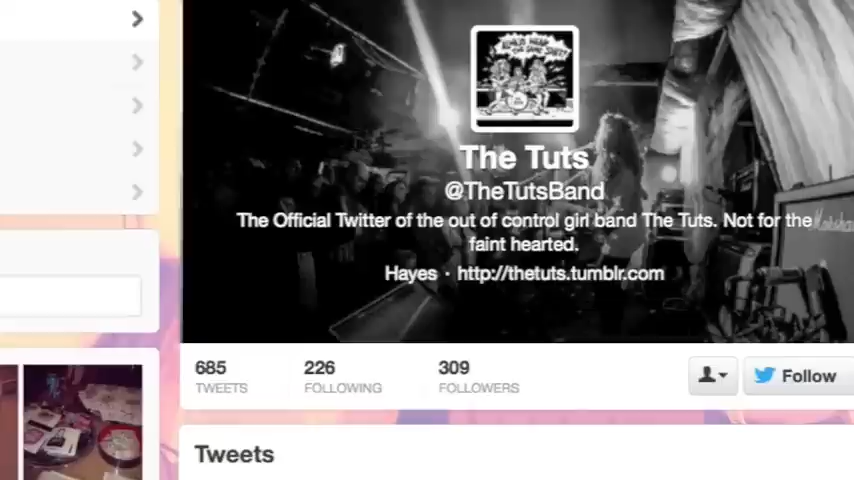 The Tuts
@TheTutsBand
The Official Twitter of the out of control girl band The Tuts. Not for the
faint hearted.
Hayes · http://thetuts.tumblr.com
685
TWEETS
226
FOLLOWING
309
FOLLOWERS
Follow
Tweets